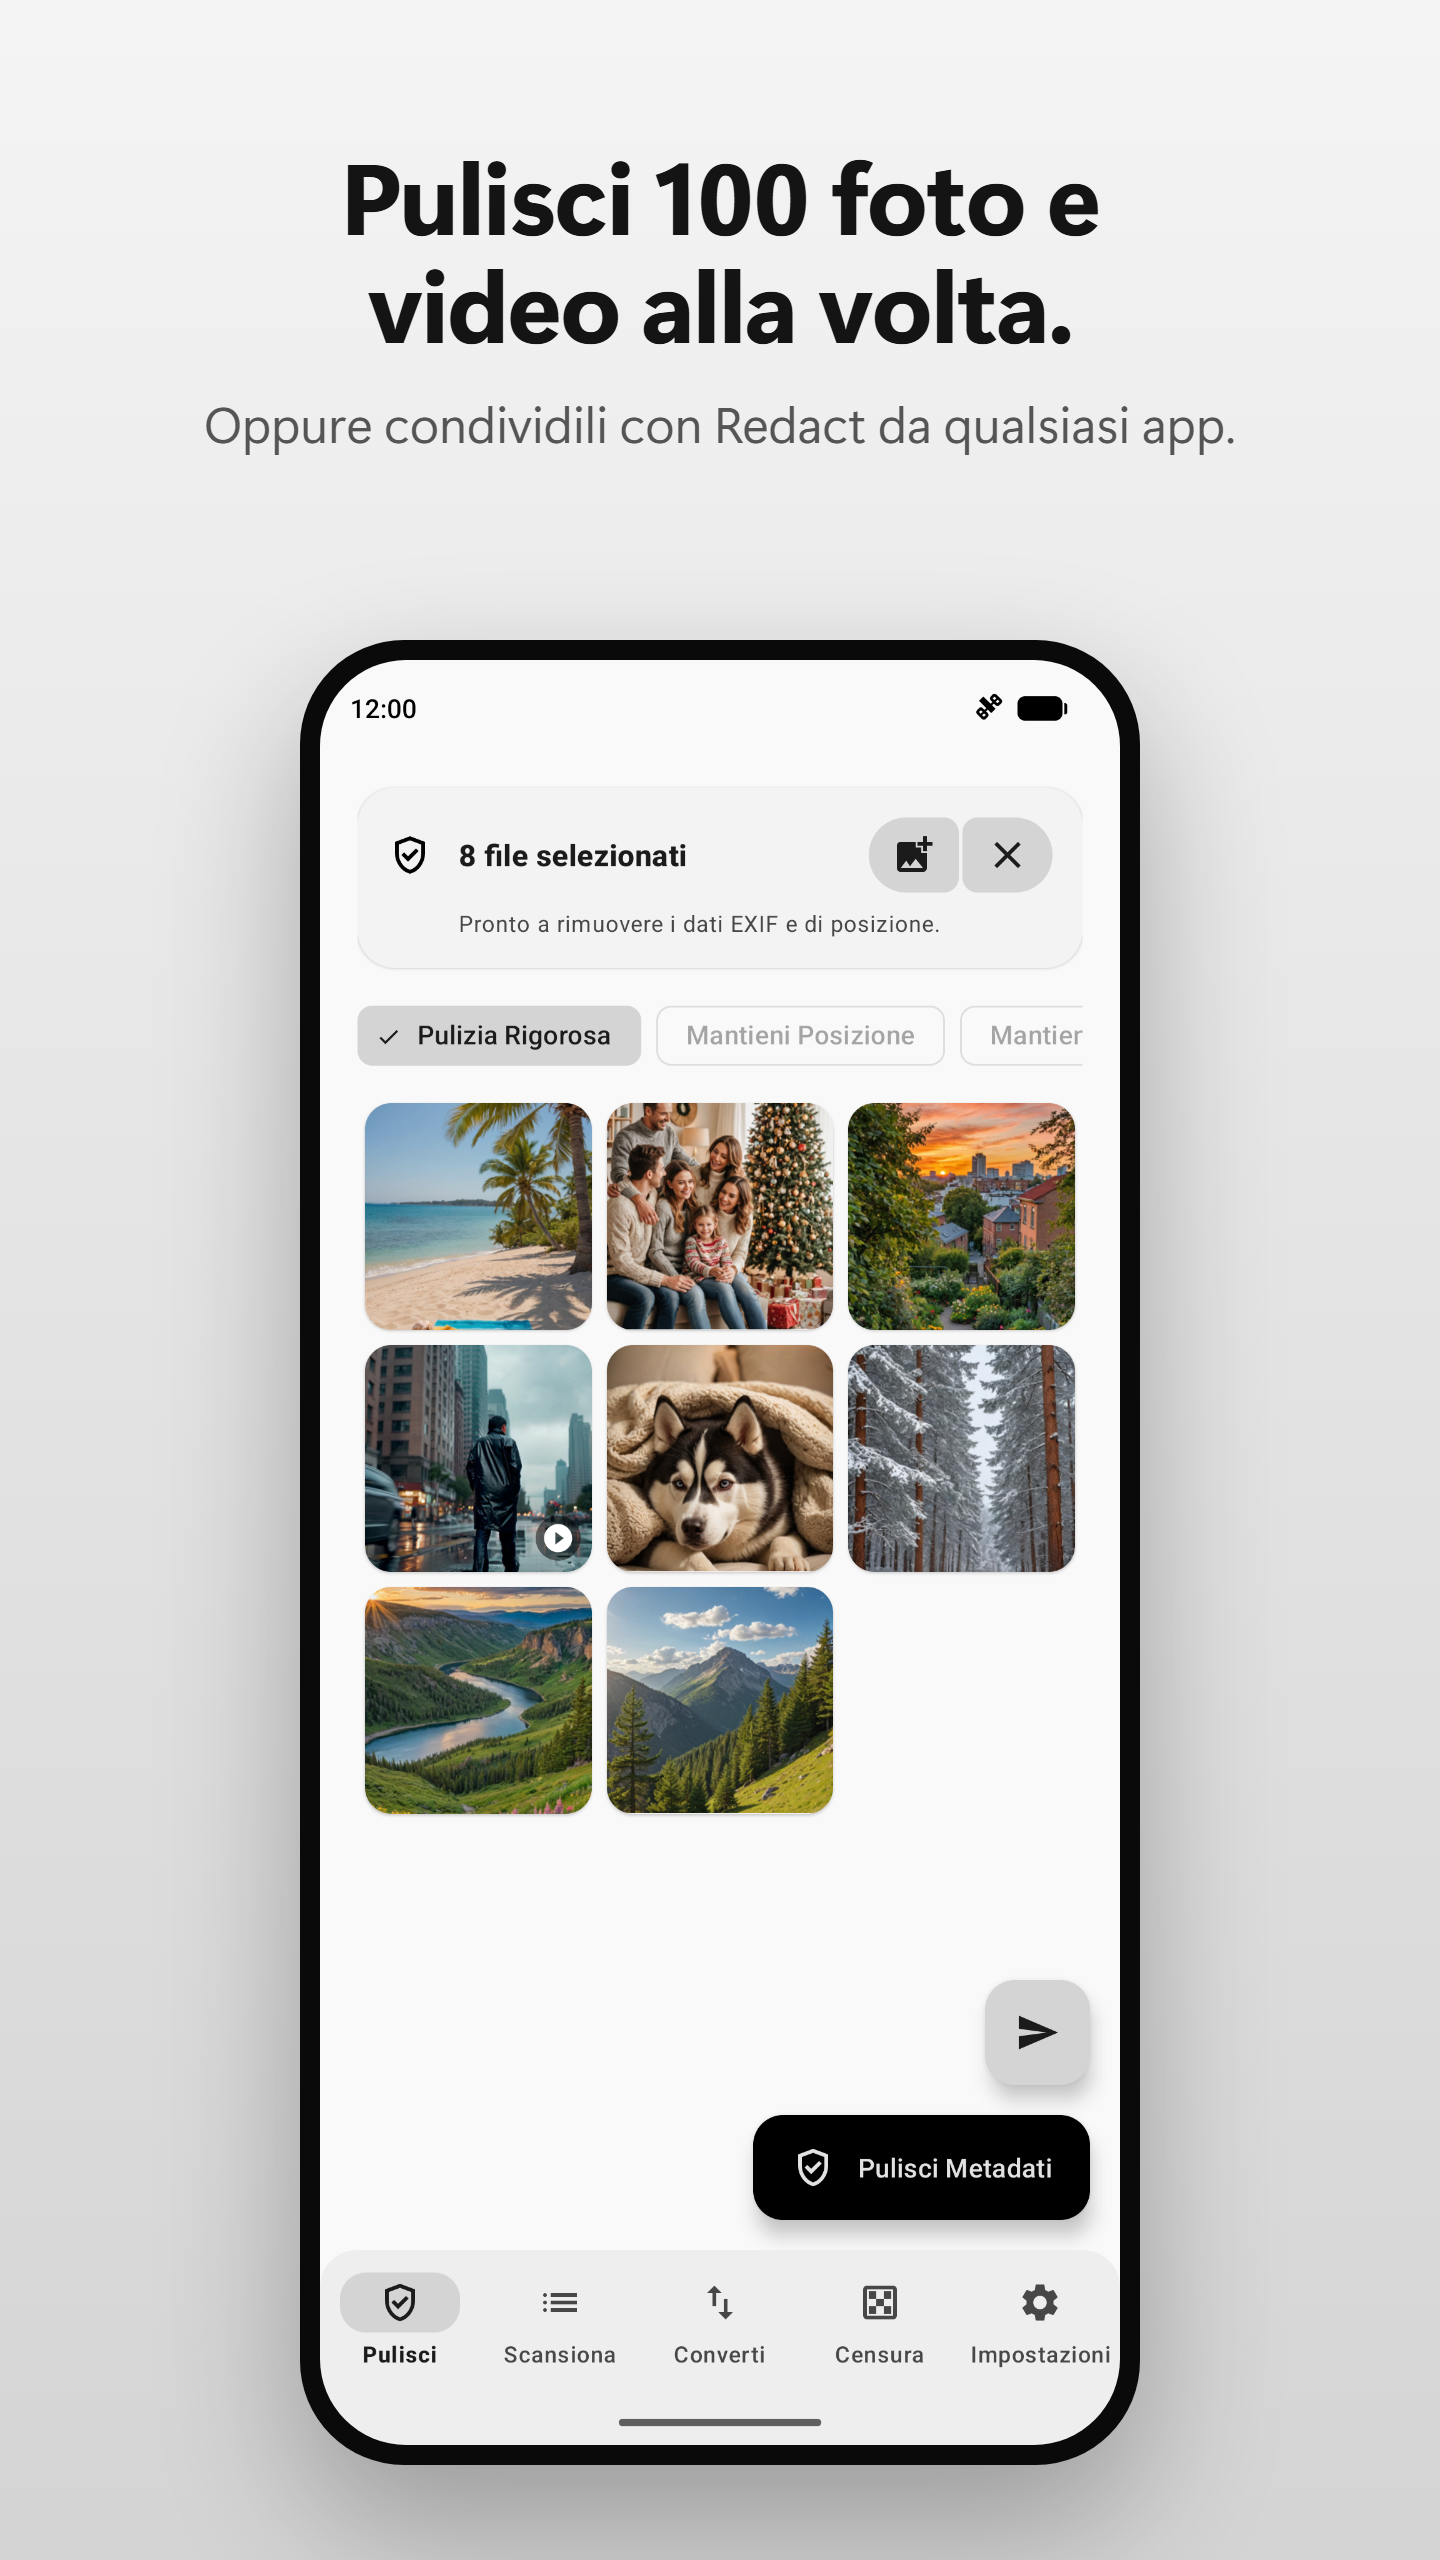 Pulisci 100 foto e
video alla volta.
Oppure condividili con Redact da qualsiasi app.
12:00
8 file selezionati
Pronto a rimuovere i dati EXIF e di posizione.
Pulizia Rigorosa
Mantieni Posizione
Mantier
Pulisci Metadati
Pulisci
Scansiona
Converti
Censura
Impostazioni